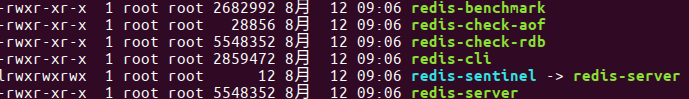 -rwxr-xr-x 1 root root 2682992 8月 12 09:06 redis-benchmark
-rwxr-xr-x 1 root root 28856 8月 12 09:06 redis-check-aof
-rwxr-xr-x 1 root root 5548352 8月 12 09:06 redis-check-rdb
-rwxr-xr-x 1 root root 2859472 8月 12 09:06 redis-cli
lrwxrwxrwx 1 root root 12 8月 12 09:06 redis-sentinel -> redis-server
-rwxr-xr-x 1 root root 5548352 8月 12 09:06 redis-server